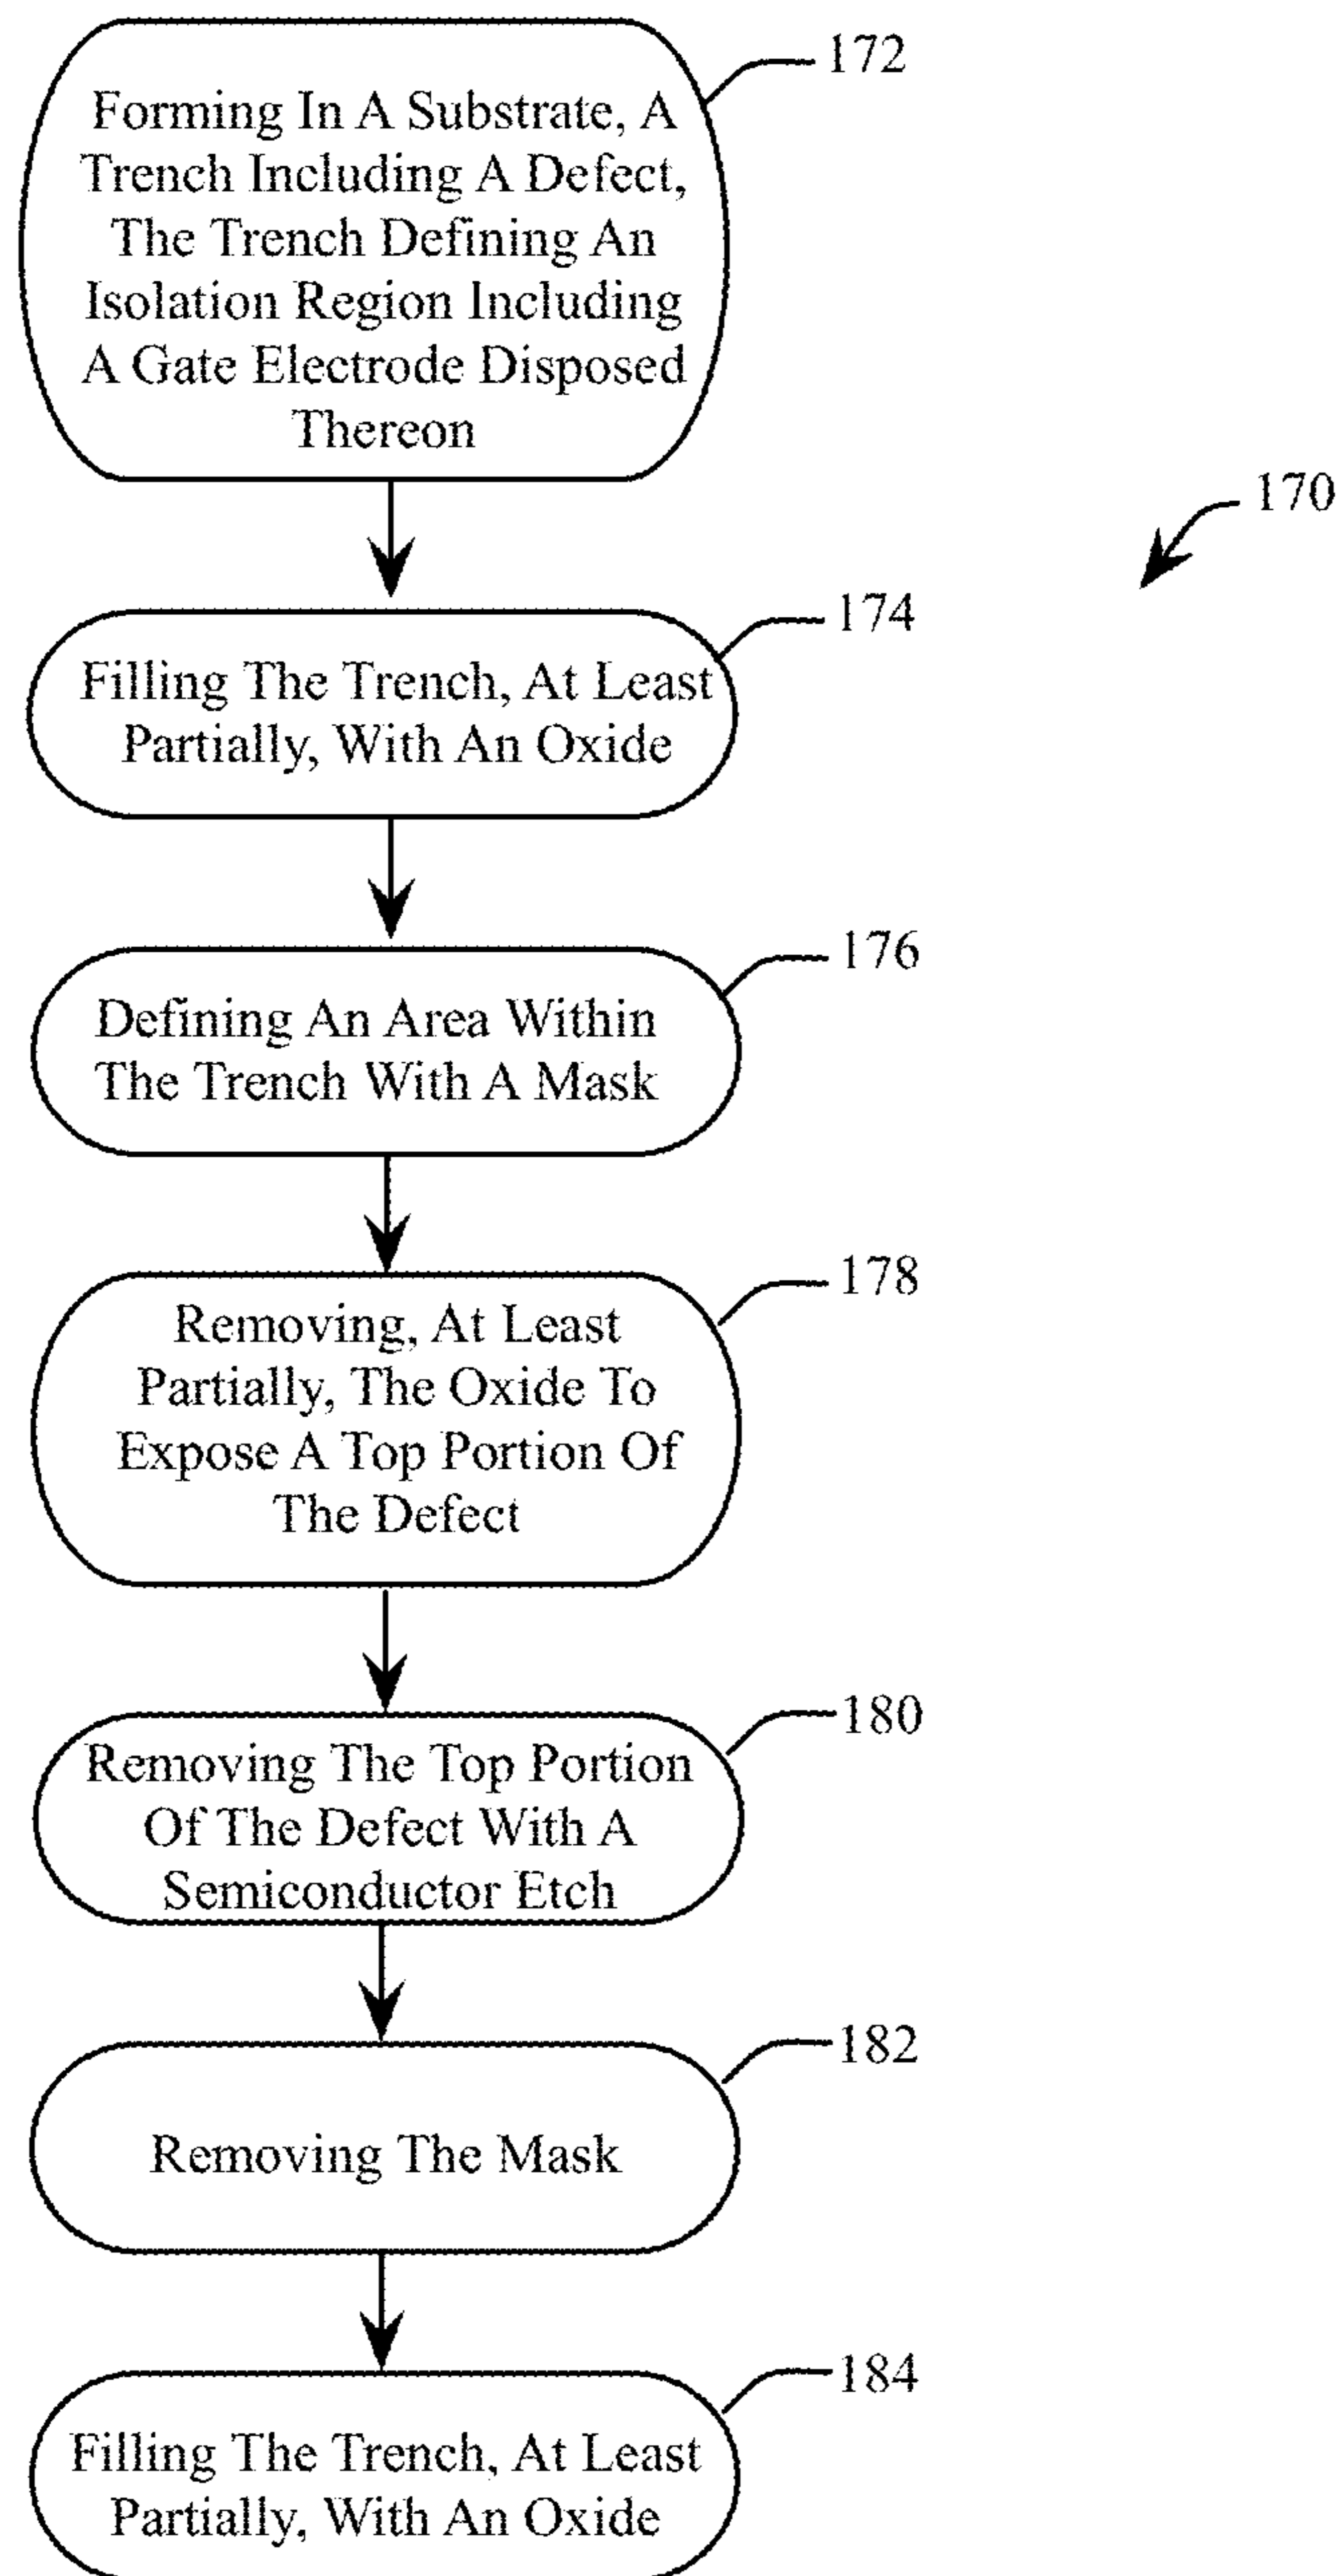 172
Forming In A Substrate, A
Trench Including A Defect,
The Trench Defining An
Isolation Region Including
A Gate Electrode Disposed
Thereon
170
174
Filling The Trench, At Least
Partially, With An Oxide
176
Defining An Area Within
The Trench With A Mask
178
Removing, At Least
Partially, The Oxide To
Expose A Top Portion Of
The Defect
180
Removing The Top Portion
Of The Defect With A
Semiconductor Etch
182
Removing The Mask
184
Filling The Trench, At Least
Partially, With An Oxide